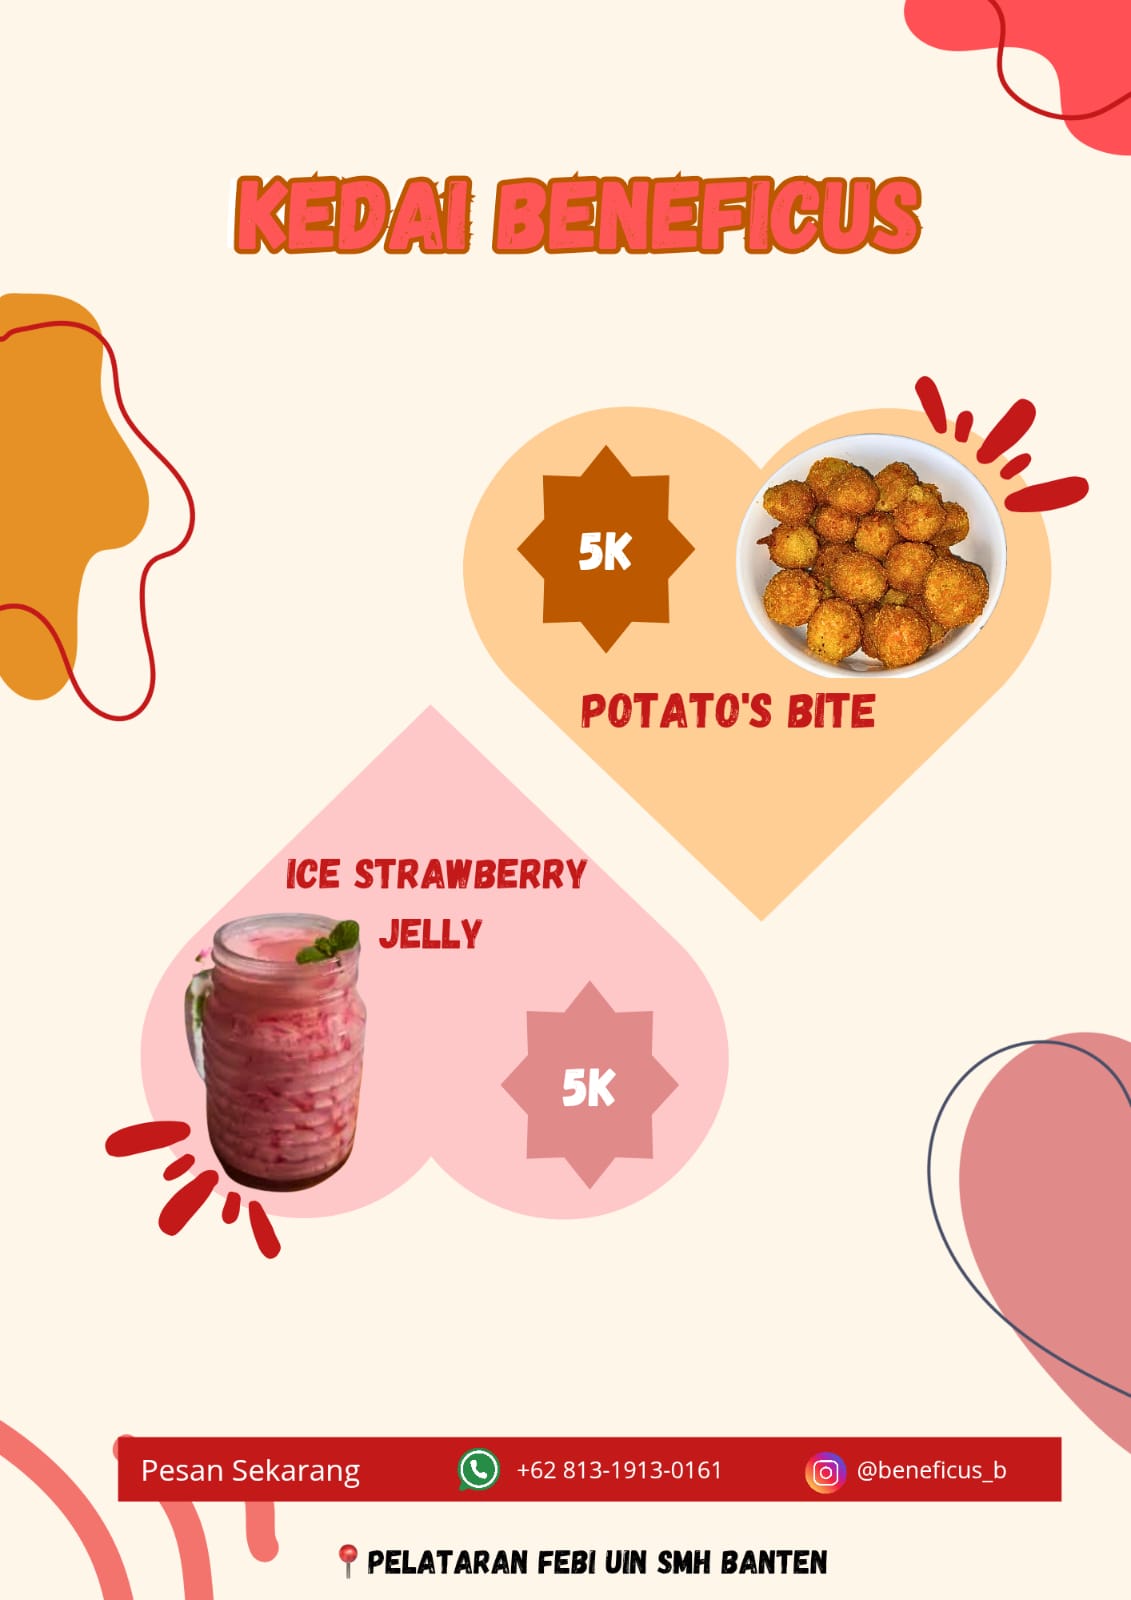 KEDAI BENEFICUS
5K
POTATO'S BITE
ICE STRAWBERRY
JELLY
5K
Pesan Sekarang
+62 813-1913-0161
@beneficus_b
PELATARAN FEBI UIN SMH BANTEN